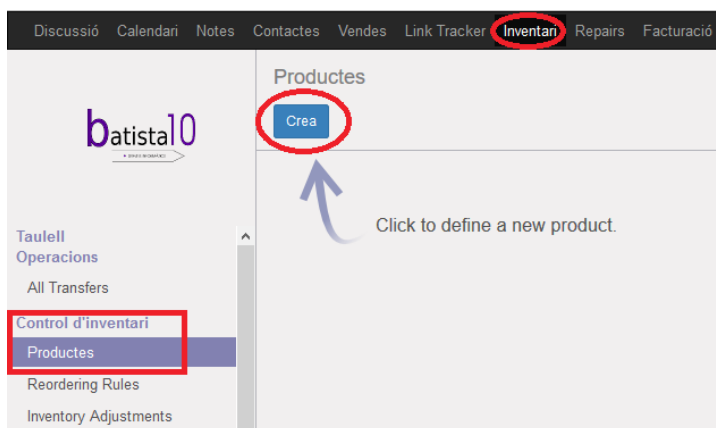 Discussió Calendari Notes Contactes Vendes Link Tracker Inventari Repairs Facturació
Productes
Crea
batista10
Click to define a new product.
Taulell
Operacions
All Transfers
Control d'inventari
Productes
Reordering Rules
Inventory Adjustments